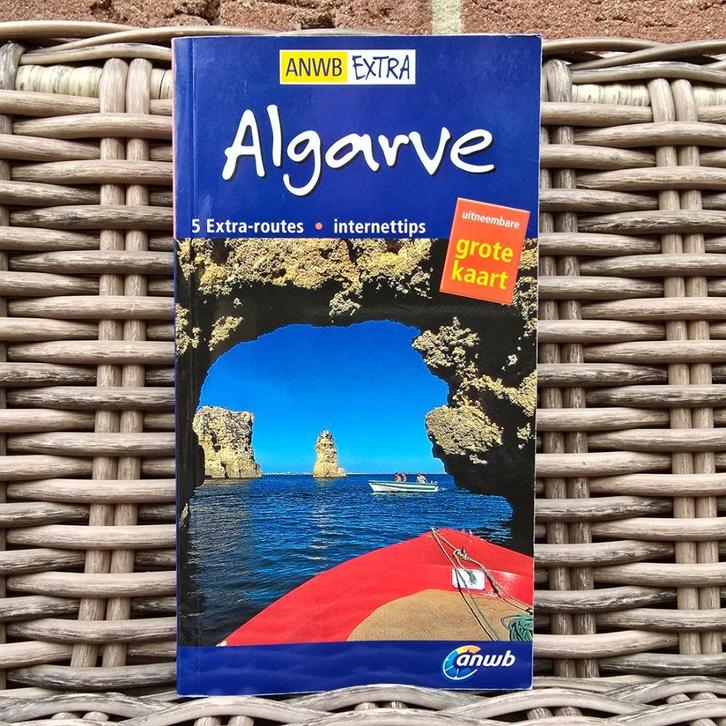 ANWB EXTRA
Algarve
5 Extra-routes • internettips
uitneembare
grote
kaart
anwb